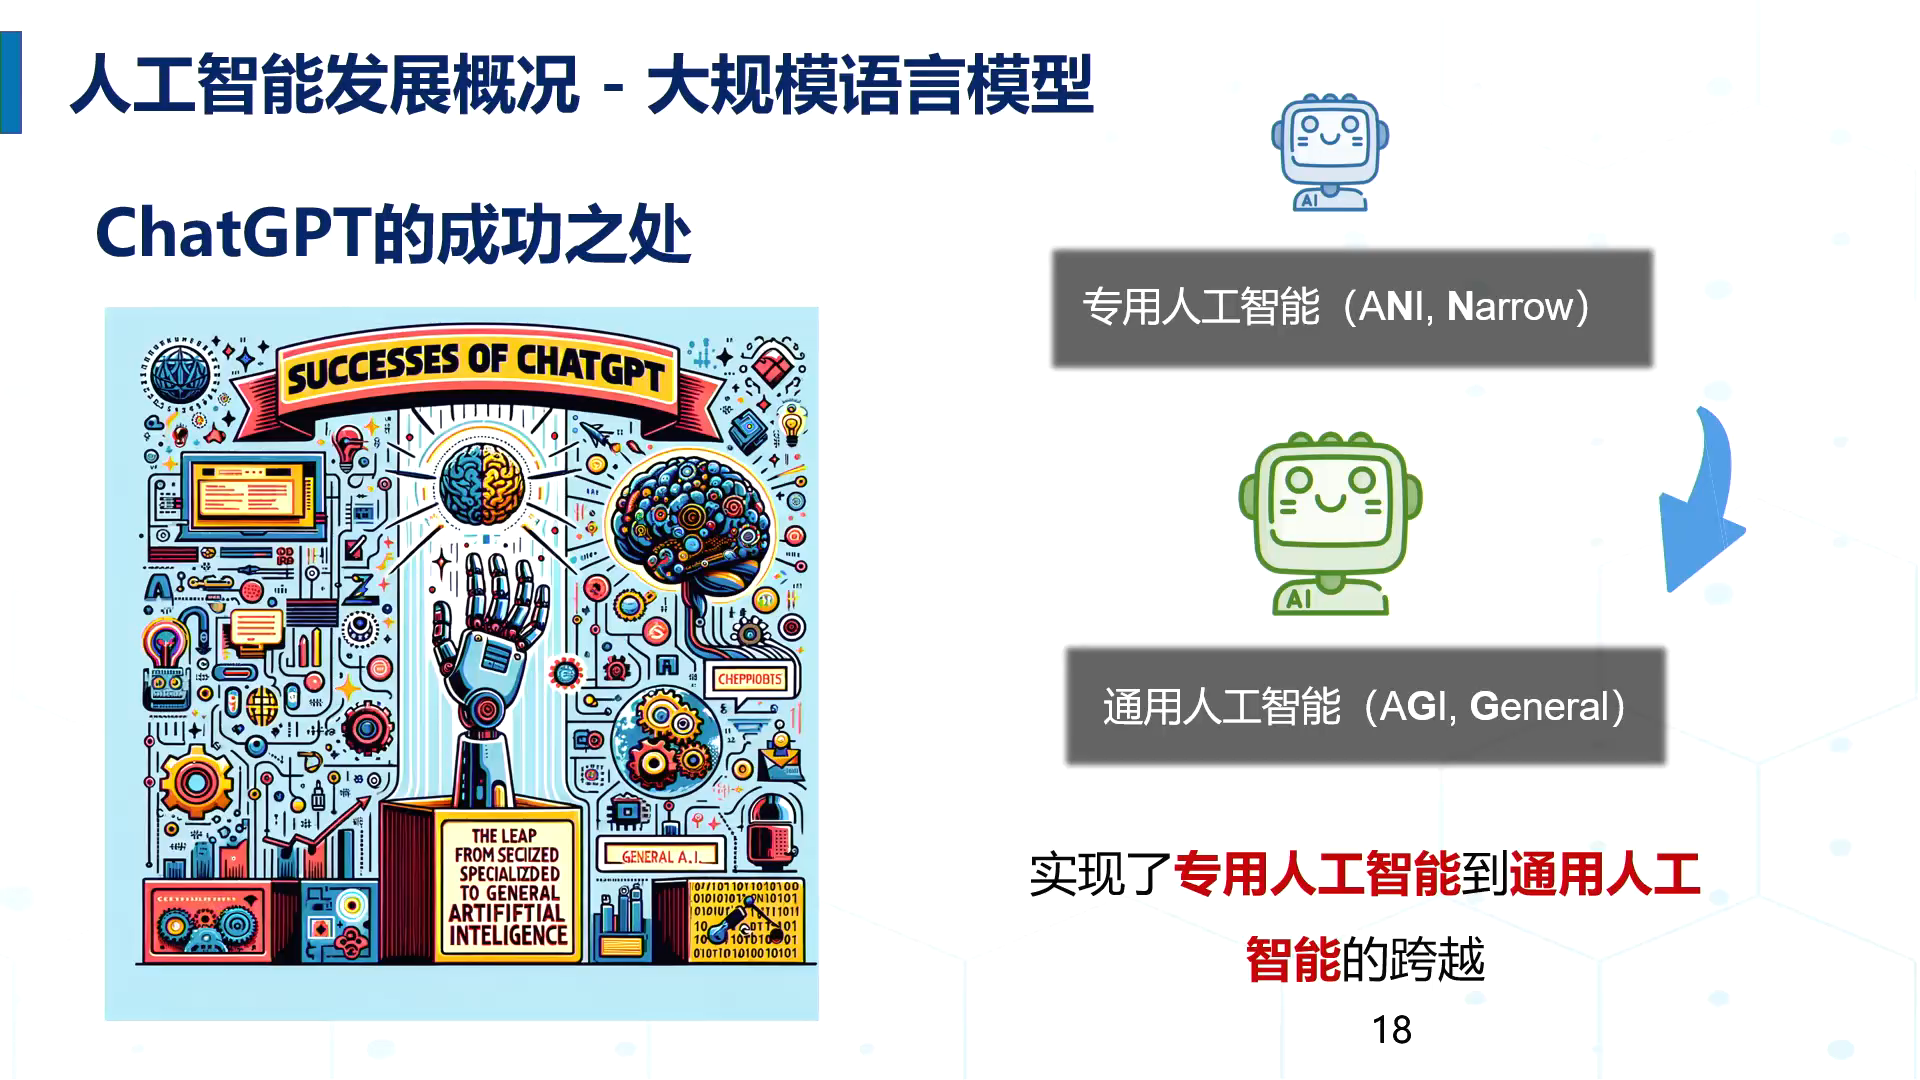 人工智能发展概况 - 大规模语言模型
ChatGPT的成功之处
SUCCESSES OF CHATGPT
CHEPPIOBTS
GENERAL A.I.
THE LEAP
FROM SECIIZED
SPECIALIZDED
TO GENERAL
ARTIFIFTIAL
INTELIGENCE
AI
专用人工智能（ANI, Narrow）
AI
通用人工智能（AGI, General）
实现了专用人工智能到通用人工
智能的跨越
18